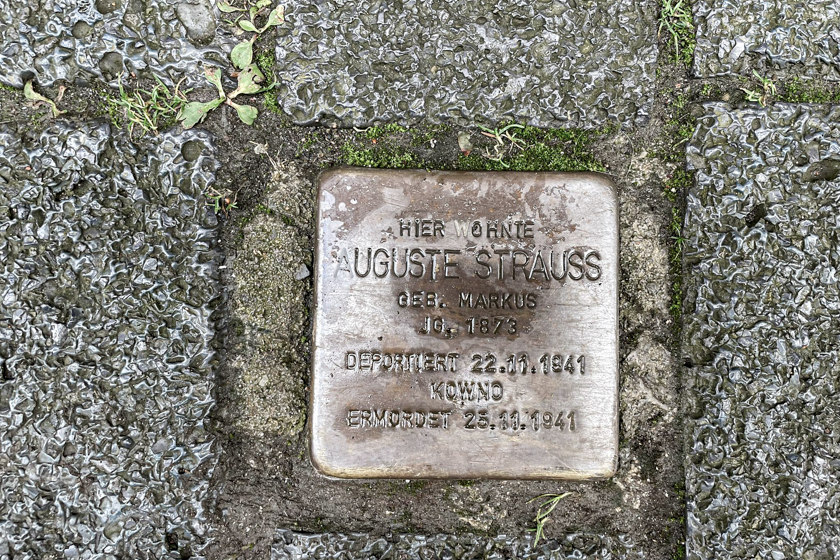 HIER WOHNTE
AUGUSTE STRAUSS
GEB. MARKUS
JG. 1873
DEPORTIERT 22.11.1941
KOWNO
ERMORDET 25.11.1941